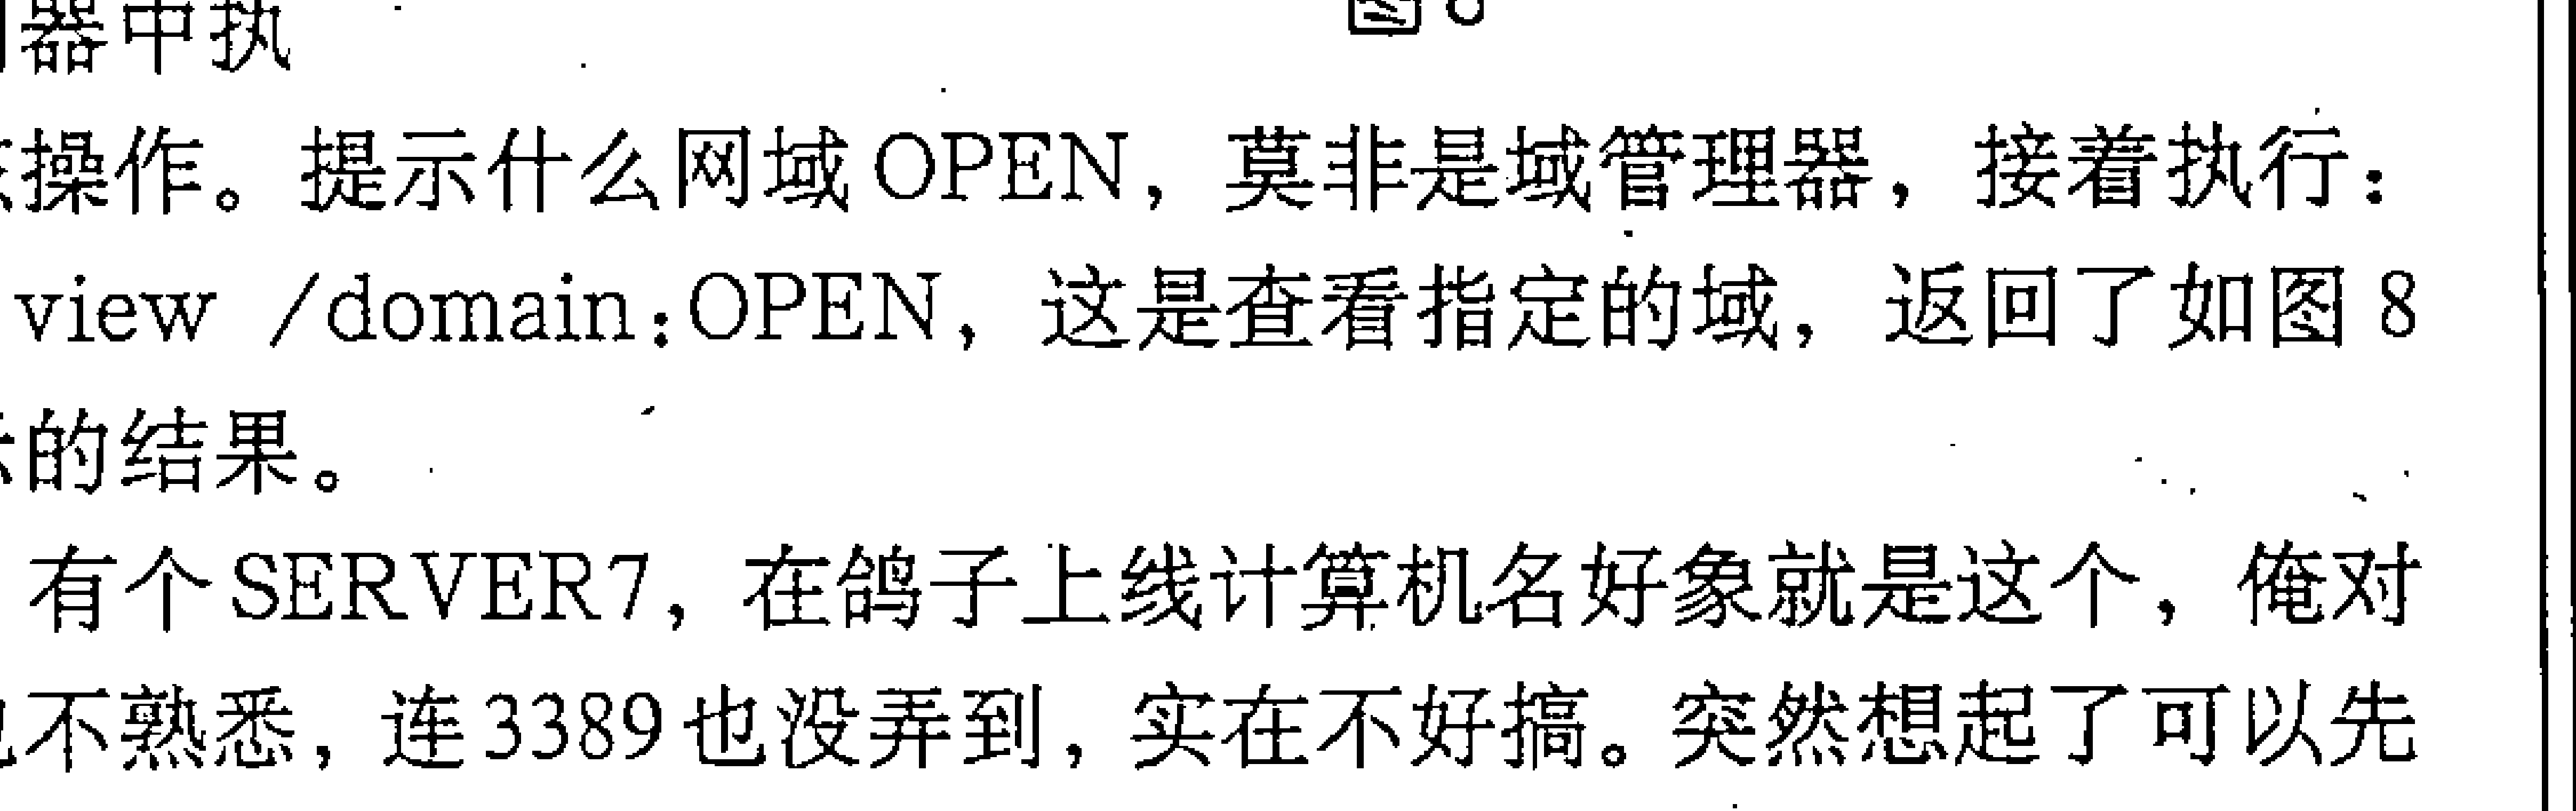 器中执
操作。提示什么网域OPEN，莫非是域管理器，接着执行：
view /domain:OPEN，这是查看指定的域，返回了如图8
的结果。
有个SERVER7，在鸽子上线计算机名好象就是这个，俺对
不熟悉，连3389也没弄到，实在不好搞。突然想起了可以先